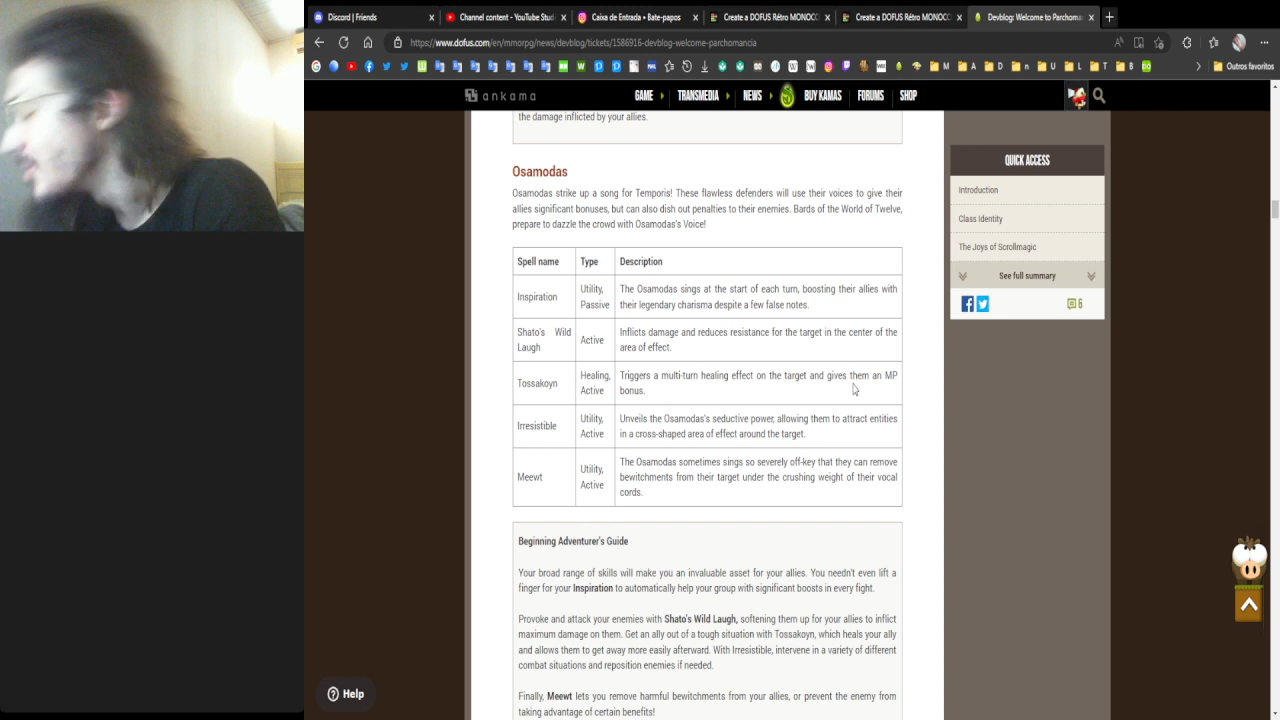 Discord | Friends
Channel content - YouTube Stud
Caixa de Entrada • Bate-papos
Create a DOFUS Rétro MONOCO
Create a DOFUS Rétro MONOCO
Devblog: Welcome to Parchoman
https://www.dofus.com/en/mmorpg/news/devblog/tickets/1586916-devblog-welcome-parchomancia
Outros favoritos
ankama
GAME
TRANSMEDIA
NEWS
BUY KAMAS
FORUMS
SHOP
the damage inflicted by your allies.
Osamodas
Osamodas strike up a song for Temporis! These flawless defenders will use their voices to give their
allies significant bonuses, but can also dish out penalties to their enemies. Bards of the World of Twelve,
prepare to dazzle the crowd with Osamodas's Voice!
Spell name Type Description
Inspiration
Utility,
Passive
The Osamodas sings at the start of each turn, boosting their allies with
their legendary charisma despite a few false notes.
Shato's Wild
Laugh
Active
Inflicts damage and reduces resistance for the target in the center of the
area of effect.
Tossakoyn
Healing,
Active
Triggers a multi-turn healing effect on the target and gives them an MP
bonus.
Irresistible
Utility,
Active
Unveils the Osamodas's seductive power, allowing them to attract entities
in a cross-shaped area of effect around the target.
Meewt
Utility,
Active
The Osamodas sometimes sings so severely off-key that they can remove
bewitchments from their target under the crushing weight of their vocal
cords.
Beginning Adventurer's Guide
Your broad range of skills will make you an invaluable asset for your allies. You needn't even lift a
finger for your Inspiration to automatically help your group with significant boosts in every fight.
Provoke and attack your enemies with Shato's Wild Laugh, softening them up for your allies to inflict
maximum damage on them. Get an ally out of a tough situation with Tossakoyn, which heals your ally
and allows them to get away more easily afterward. With Irresistible, intervene in a variety of different
combat situations and reposition enemies if needed.
Finally, Meewt lets you remove harmful bewitchments from your allies, or prevent the enemy from
taking advantage of certain benefits!
QUICK ACCESS
Introduction
Class Identity
The Joys of Scrollmagic
See full summary
6
Help